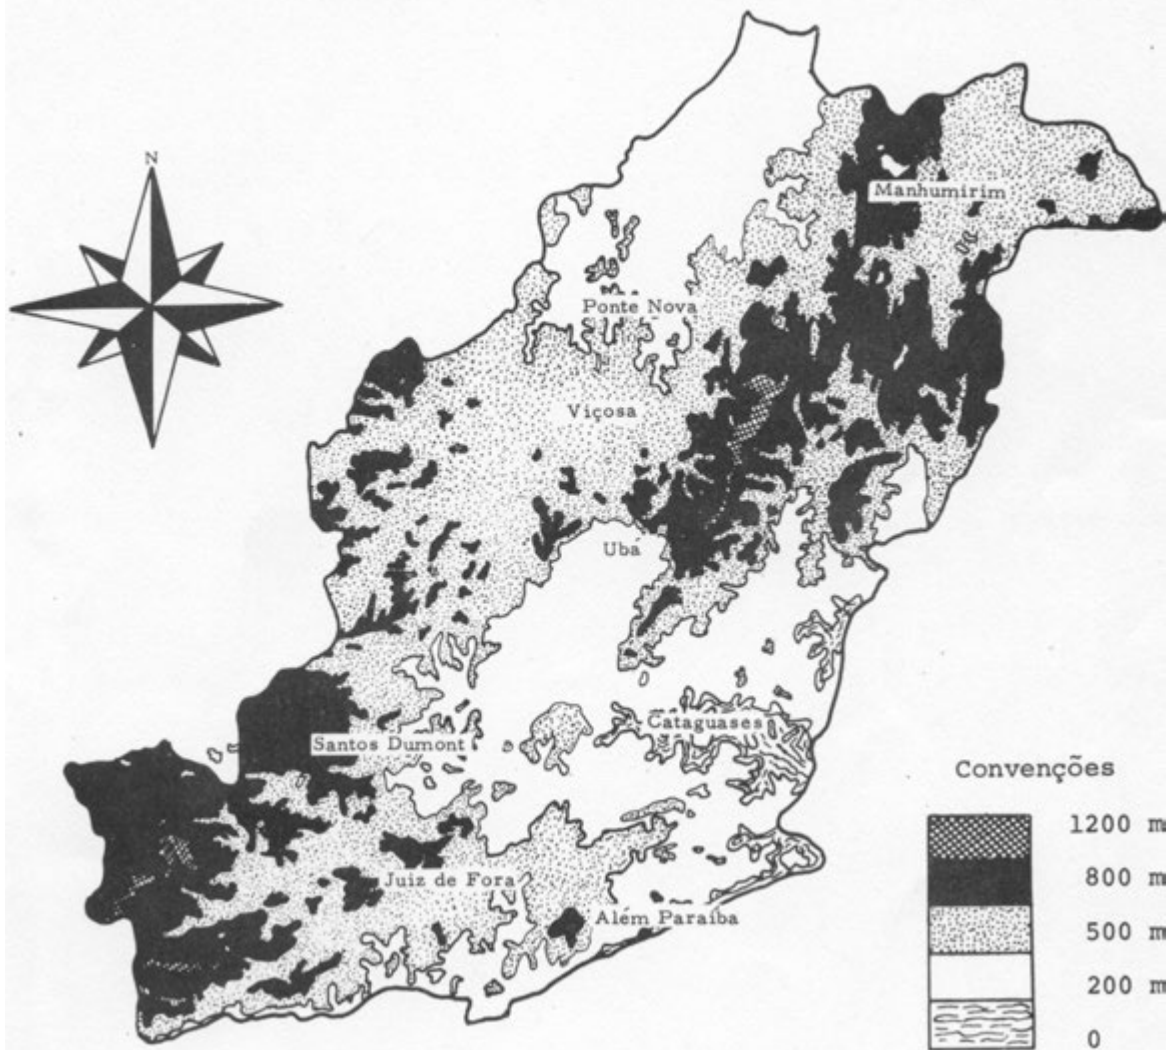 N
Manhumirim
Ponte Nova
Viçosa
Ubá
Cataguases
Santos Dumont
Juiz de Fora
Além Paraíba
Convenções
1200 m
800 m
500 m
200 m
0